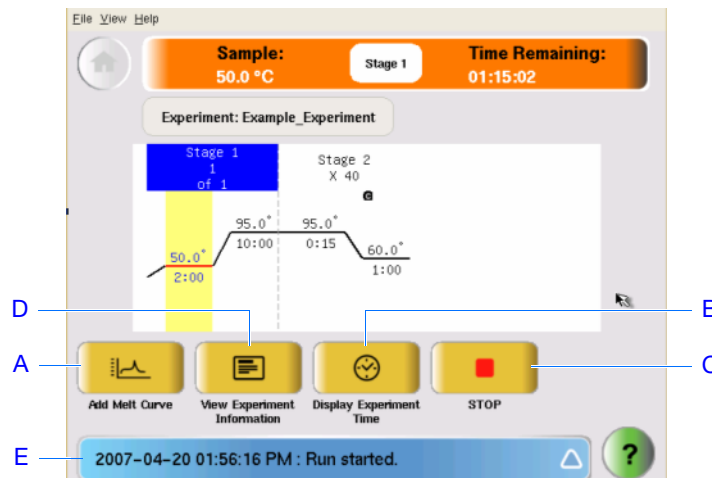 File View Help
Sample:
50.0 °C
Stage 1
Time Remaining:
01:15:02
Experiment: Example_Experiment
Stage 1
1
of 1
Stage 2
X 40
G
50.0°
2:00
95.0°
10:00
95.0°
0:15
60.0°
1:00
D
B
A
C
Add Melt Curve
View Experiment
Information
Display Experiment
Time
STOP
E
2007-04-20 01:56:16 PM : Run started.
?